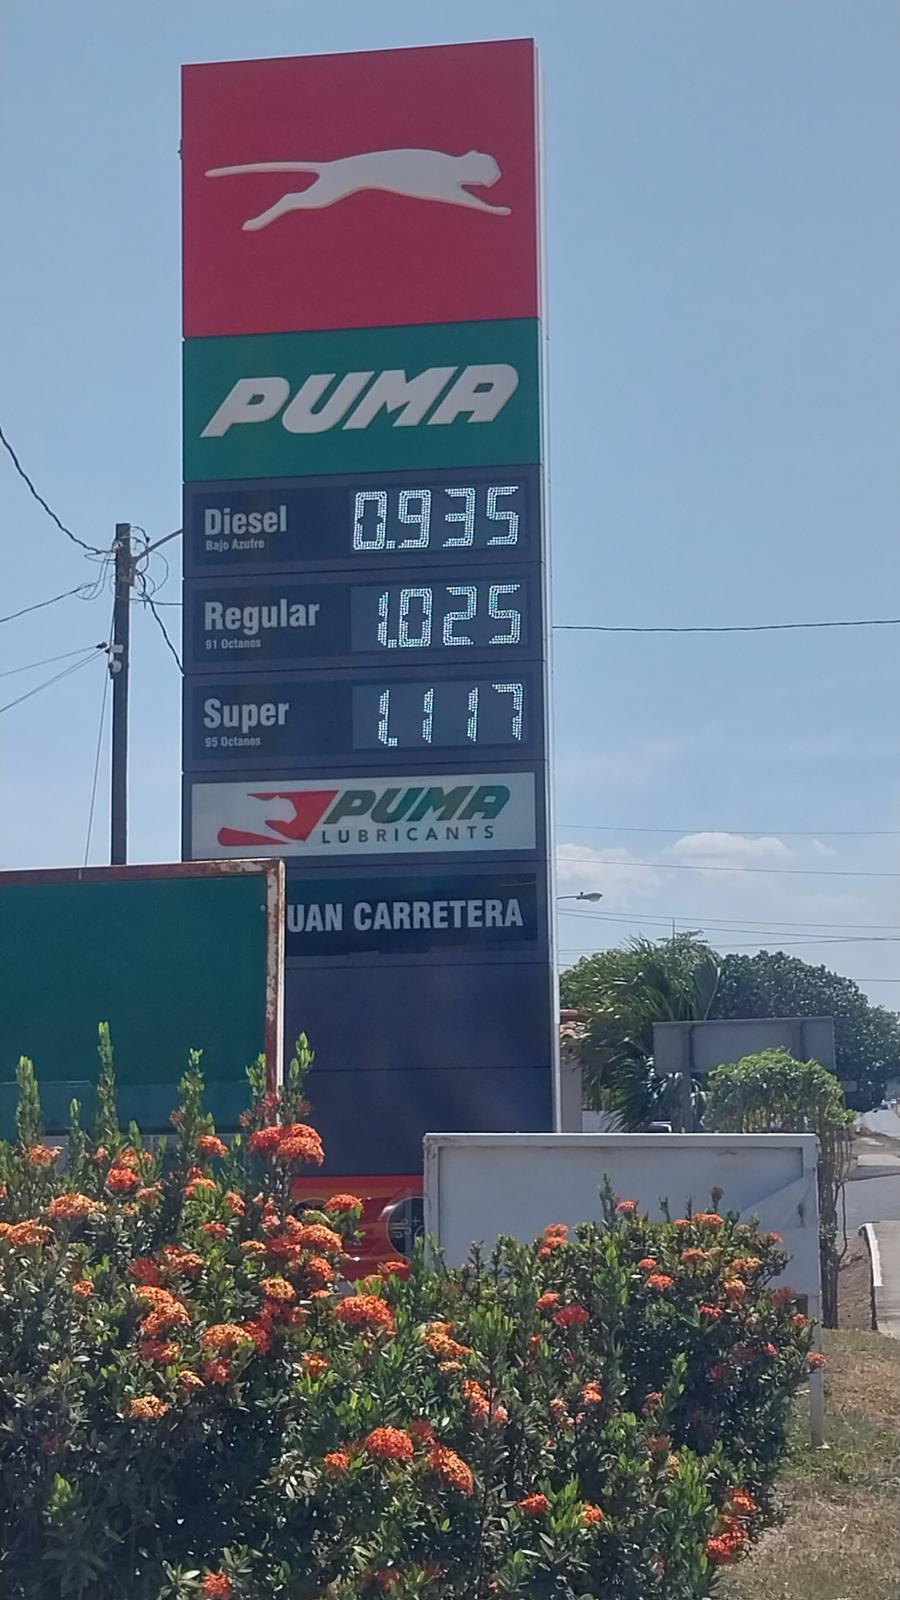 PUMA
Diesel 0.935
Bajo Azufre
Regular 1.025
91 Octanos
Super 1.117
95 Octanos
PUMA
LUBRICANTS
UAN CARRETERA